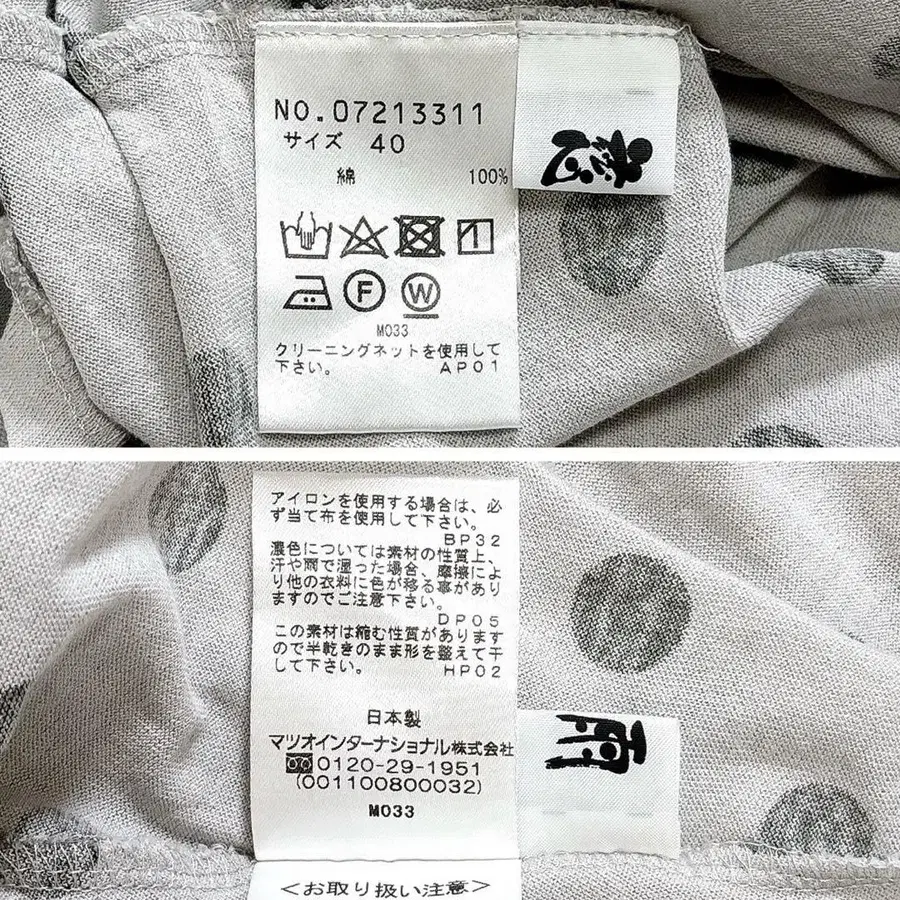 NO.07213311
サイズ 40
綿 100%
F W
M033
クリーニングネットを使用して
下さい。 AP01
アイロンを使用する場合は、必
ず当て布を使用して下さい。
BP32
濃色については素材の性質上、
汗や雨で湿った場合、摩擦によ
り他の衣料に色が移る事があり
ますのでご注意下さい。
DP05
この素材は縮む性質があります
ので半乾きのまま形を整えて干
して下さい。 HP02
日本製
マツオインターナショナル株式会社
0120-29-1951
(001100800032)
M033
雨
<お取り扱い注意>